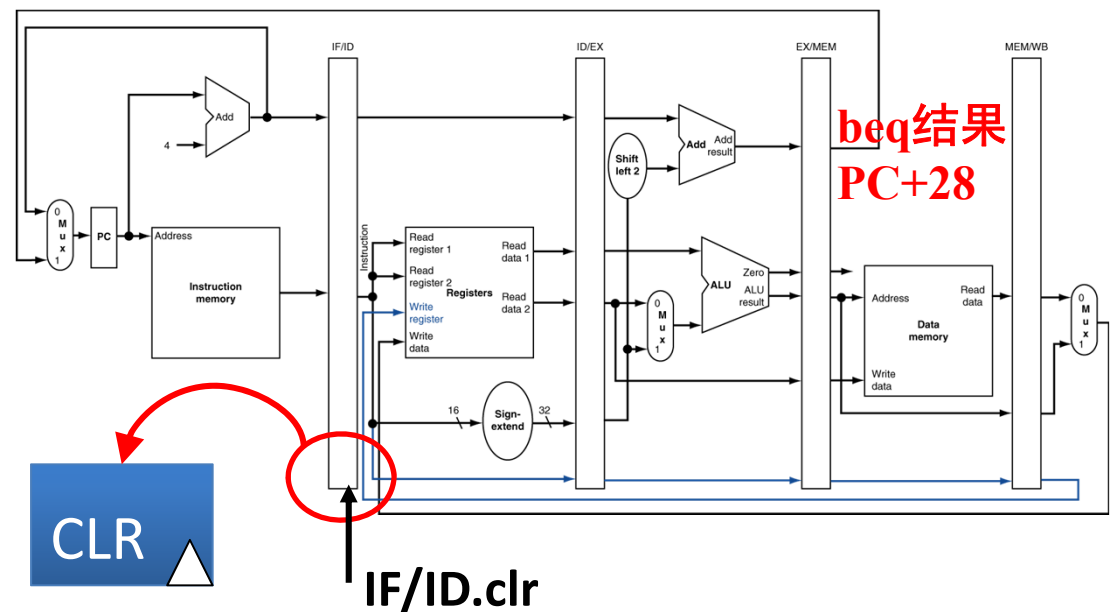 IF/ID
ID/EX
EX/MEM
MEM/WB
Add
4
Shift
left 2
Add
Add
result
beq结果
PC+28
0
M
u
x
1
PC
Address
Instruction
memory
Instruction
Read
register 1
Read
register 2
Write
register
Write
data
Registers
Read
data 1
Read
data 2
0
M
u
x
1
ALU
Zero
ALU
result
Address
Read
data
Data
memory
Write
data
0
M
u
x
1
16
Sign-
extend
32
CLR
IF/ID.clr